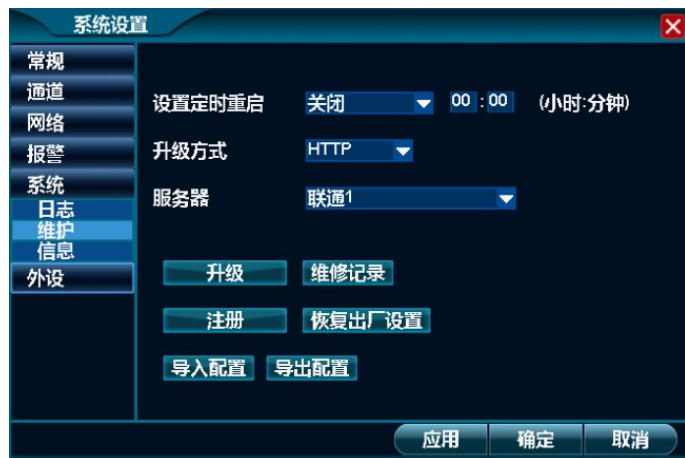 系统设置
常规
通道
网络
报警
系统
日志
维护
信息
外设
设置定时重启 关闭 00 : 00 (小时:分钟)
升级方式 HTTP
服务器 联通1
升级 维修记录
注册 恢复出厂设置
导入配置 导出配置
应用 确定 取消